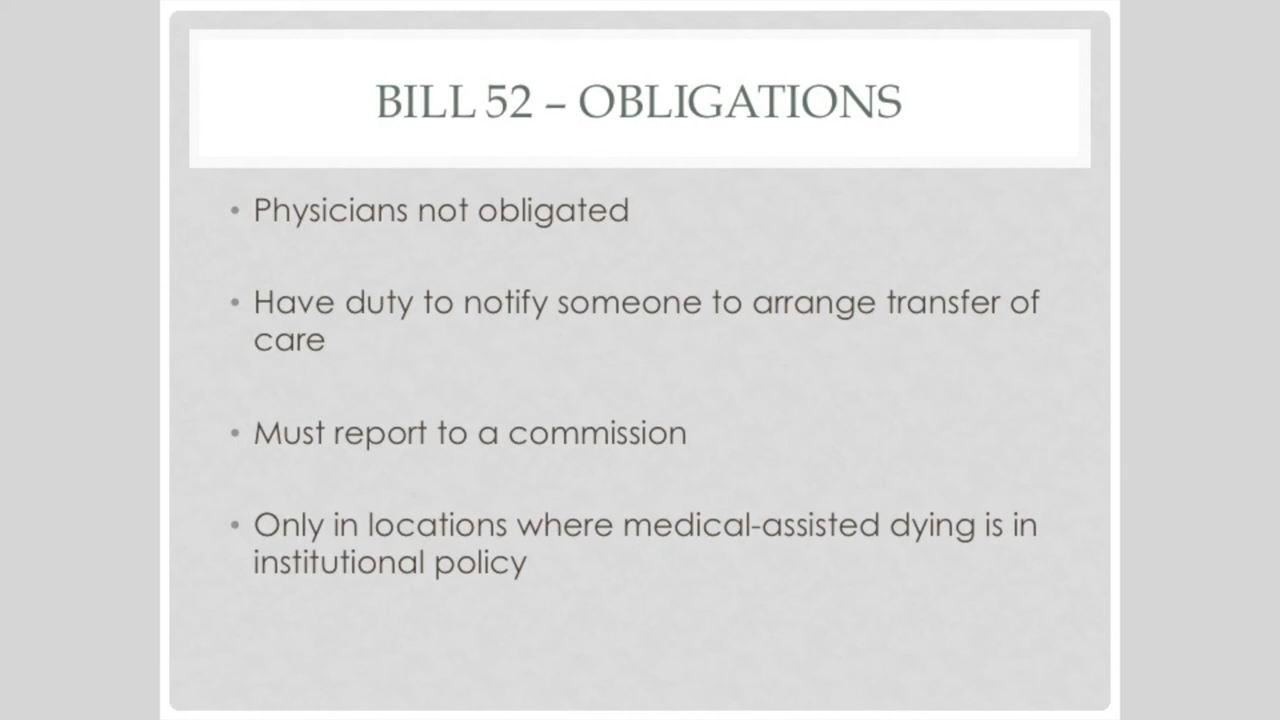 BILL 52 – OBLIGATIONS
• Physicians not obligated
• Have duty to notify someone to arrange transfer of
care
• Must report to a commission
• Only in locations where medical-assisted dying is in
institutional policy